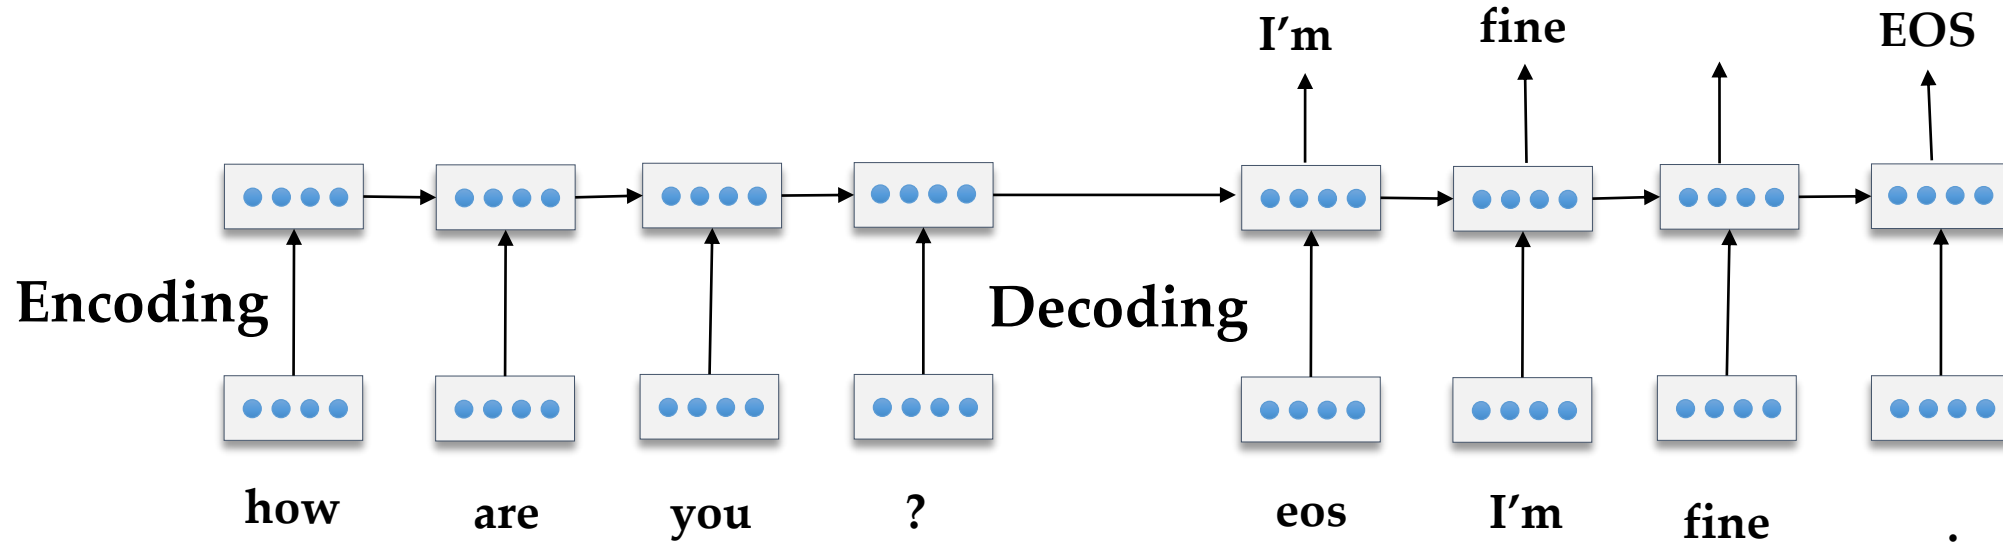 I'm fine EOS
Encoding Decoding
how are you ? eos I'm fine .